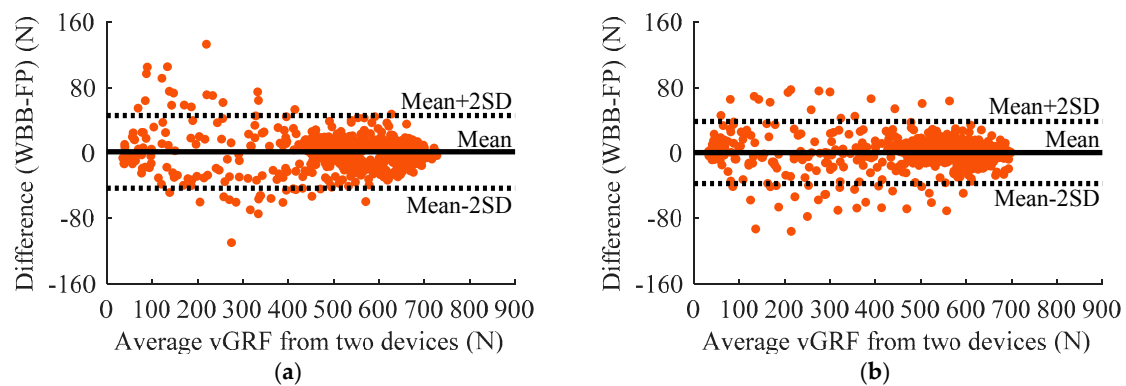 Difference (WBB-FP) (N)
160
80
0
-80
-160
Mean+2SD
Mean
Mean-2SD
0 100 200 300 400 500 600 700 800 900
Average vGRF from two devices (N)
(a)
Difference (WBB-FP) (N)
160
80
0
-80
-160
Mean+2SD
Mean
Mean-2SD
0 100 200 300 400 500 600 700 800 900
Average vGRF from two devices (N)
(b)